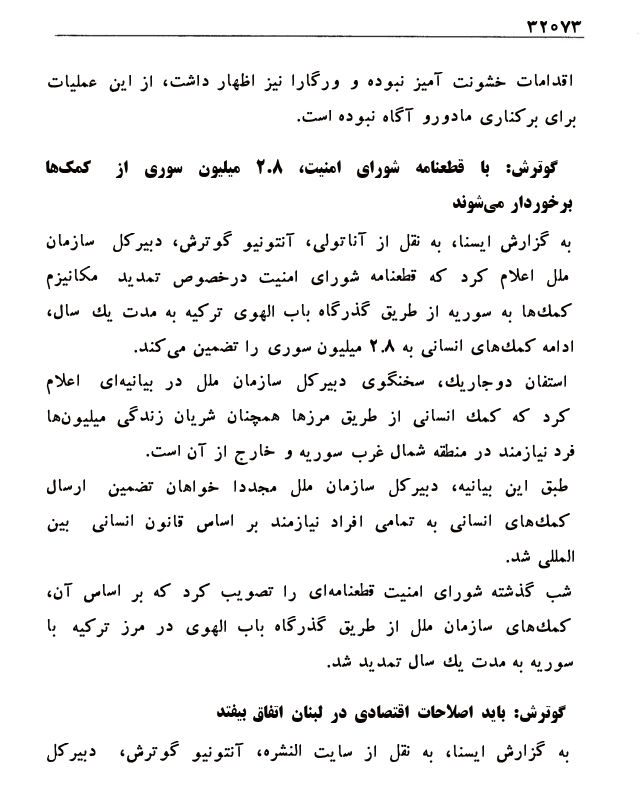 ۳۲۰۷۳
اقدامات خشونت آمیز نبوده و ورگارا نیز اظهار داشت، از این عملیات
برای برکناری مادورو آگاه نبوده است.
گوترش: با قطعنامه شورای امنیت، ۲.۸ میلیون سوری از کمک‌ها
برخوردار می‌شوند
به گزارش ایسنا، به نقل از آناتولی، آنتونیو گوترش، دبیرکل سازمان
ملل اعلام کرد که قطعنامه شورای امنیت درخصوص تمدید مکانیزم
کمك‌ها به سوریه از طریق گذرگاه باب الهوی ترکیه به مدت یك سال،
ادامه کمك‌های انسانی به ۲.۸ میلیون سوری را تضمین می‌کند.
استفان دوجاریك، سخنگوی دبیرکل سازمان ملل در بیانیه‌ای اعلام
کرد که کمك انسانی از طریق مرزها همچنان شریان زندگی میلیون‌ها
فرد نیازمند در منطقه شمال غرب سوریه و خارج از آن است.
طبق این بیانیه، دبیرکل سازمان ملل مجددا خواهان تضمین ارسال
کمك‌های انسانی به تمامی افراد نیازمند بر اساس قانون انسانی بین
المللی شد.
شب گذشته شورای امنیت قطعنامه‌ای را تصویب کرد که بر اساس آن،
کمك‌های سازمان ملل از طریق گذرگاه باب الهوی در مرز ترکیه با
سوریه به مدت یك سال تمدید شد.
گوترش: باید اصلاحات اقتصادی در لبنان اتفاق بیفتد
به گزارش ایسنا، به نقل از سایت النشره، آنتونیو گوترش، دبیرکل